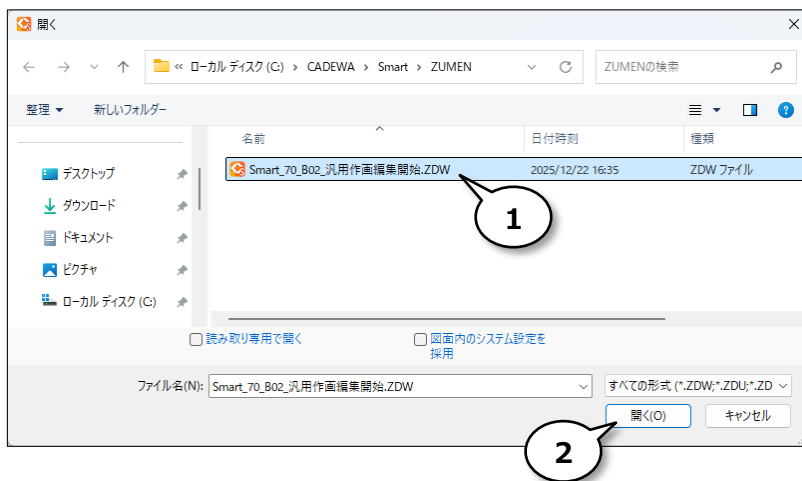 開く
« ローカル ディスク (C:) › CADEWA › Smart › ZUMEN
ZUMENの検索
整理
新しいフォルダー
名前
日付時刻
種類
デスクトップ
Smart_70_B02_汎用作画編集開始.ZDW
2025/12/22 16:35
ZDW ファイル
ダウンロード
1
ドキュメント
ピクチャ
ローカル ディスク (C:)
読み取り専用で開く
図面内のシステム設定を
採用
ファイル名(N):
Smart_70_B02_汎用作画編集開始.ZDW
すべての形式 (*.ZDW;*.ZDU;*.ZD
開く(O)
キャンセル
2